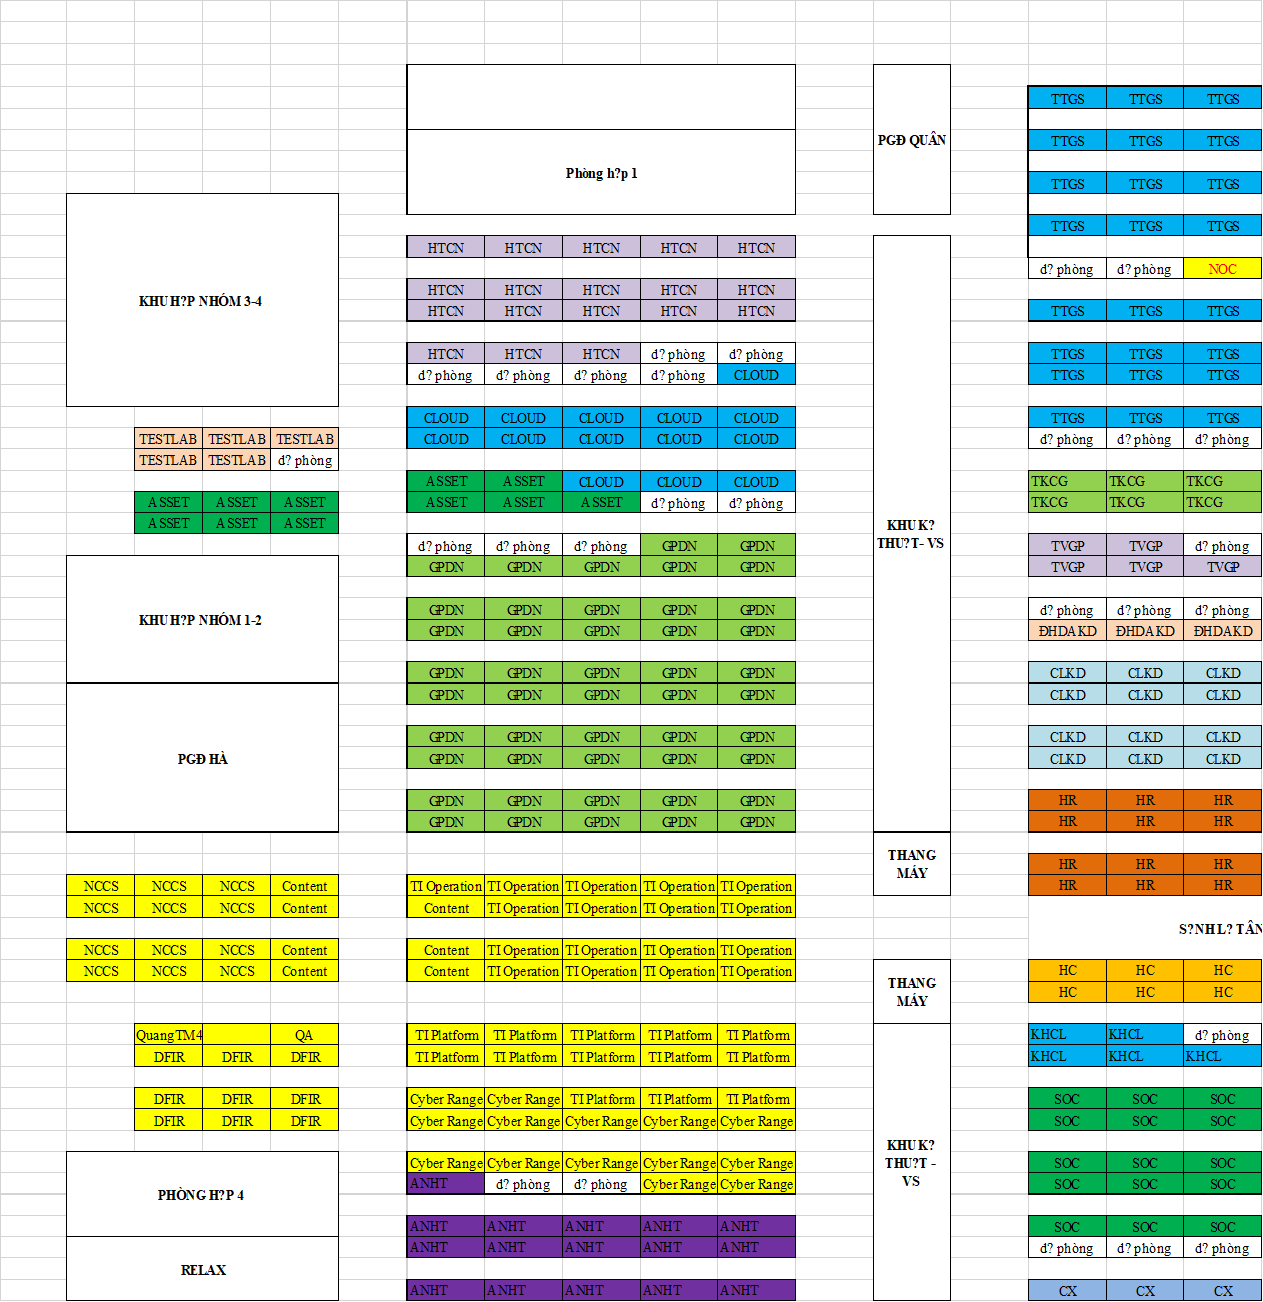 TTGS TTGS TTGS
PGĐ QUÂN
TTGS TTGS TTGS
Phòng h?p 1
TTGS TTGS TTGS
TTGS TTGS TTGS
HTCN HTCN HTCN HTCN HTCN
d? phòng d? phòng NOC
HTCN HTCN HTCN HTCN HTCN
KHU H?P NHÓM 3-4
HTCN HTCN HTCN HTCN HTCN TTGS TTGS TTGS
HTCN HTCN HTCN d? phòng d? phòng TTGS TTGS TTGS
d? phòng d? phòng d? phòng d? phòng CLOUD TTGS TTGS TTGS
CLOUD CLOUD CLOUD CLOUD CLOUD TTGS TTGS TTGS
TESTLAB TESTLAB TESTLAB CLOUD CLOUD CLOUD CLOUD CLOUD d? phòng d? phòng d? phòng
TESTLAB TESTLAB d? phòng
ASSET ASSET CLOUD CLOUD CLOUD TKCG TKCG TKCG
ASSET ASSET ASSET ASSET ASSET ASSET d? phòng d? phòng TKCG TKCG TKCG
ASSET ASSET ASSET
KHU K?
THU?T- VS
d? phòng d? phòng d? phòng GPDN GPDN TVGP TVGP d? phòng
GPDN GPDN GPDN GPDN GPDN TVGP TVGP TVGP
GPDN GPDN GPDN GPDN GPDN d? phòng d? phòng d? phòng
KHU H?P NHÓM 1-2
GPDN GPDN GPDN GPDN GPDN ĐHDAKD ĐHDAKD ĐHDAKD
GPDN GPDN GPDN GPDN GPDN CLKD CLKD CLKD
GPDN GPDN GPDN GPDN GPDN CLKD CLKD CLKD
GPDN GPDN GPDN GPDN GPDN CLKD CLKD CLKD
PGĐ HÀ
GPDN GPDN GPDN GPDN GPDN CLKD CLKD CLKD
GPDN GPDN GPDN GPDN GPDN HR HR HR
GPDN GPDN GPDN GPDN GPDN HR HR HR
THANG
MÁY
HR HR HR
NCCS NCCS NCCS Content TI Operation TI Operation TI Operation TI Operation TI Operation HR HR HR
NCCS NCCS NCCS Content Content TI Operation TI Operation TI Operation TI Operation
S?NH L? TÂN
NCCS NCCS NCCS Content Content TI Operation TI Operation TI Operation TI Operation
NCCS NCCS NCCS Content Content TI Operation TI Operation TI Operation TI Operation HC HC HC
THANG
MÁY
HC HC HC
QuangTM4 QA TI Platform TI Platform TI Platform TI Platform TI Platform KHCL KHCL d? phòng
DFIR DFIR DFIR TI Platform TI Platform TI Platform TI Platform TI Platform KHCL KHCL KHCL
DFIR DFIR DFIR Cyber Range Cyber Range TI Platform TI Platform TI Platform SOC SOC SOC
DFIR DFIR DFIR Cyber Range Cyber Range Cyber Range Cyber Range Cyber Range SOC SOC SOC
KHU K?
THU?T -
VS
Cyber Range Cyber Range Cyber Range Cyber Range Cyber Range SOC SOC SOC
ANHT d? phòng d? phòng Cyber Range Cyber Range SOC SOC SOC
PHÒNG H?P 4
ANHT ANHT ANHT ANHT ANHT SOC SOC SOC
ANHT ANHT ANHT ANHT ANHT d? phòng d? phòng d? phòng
RELAX
ANHT ANHT ANHT ANHT ANHT CX CX CX